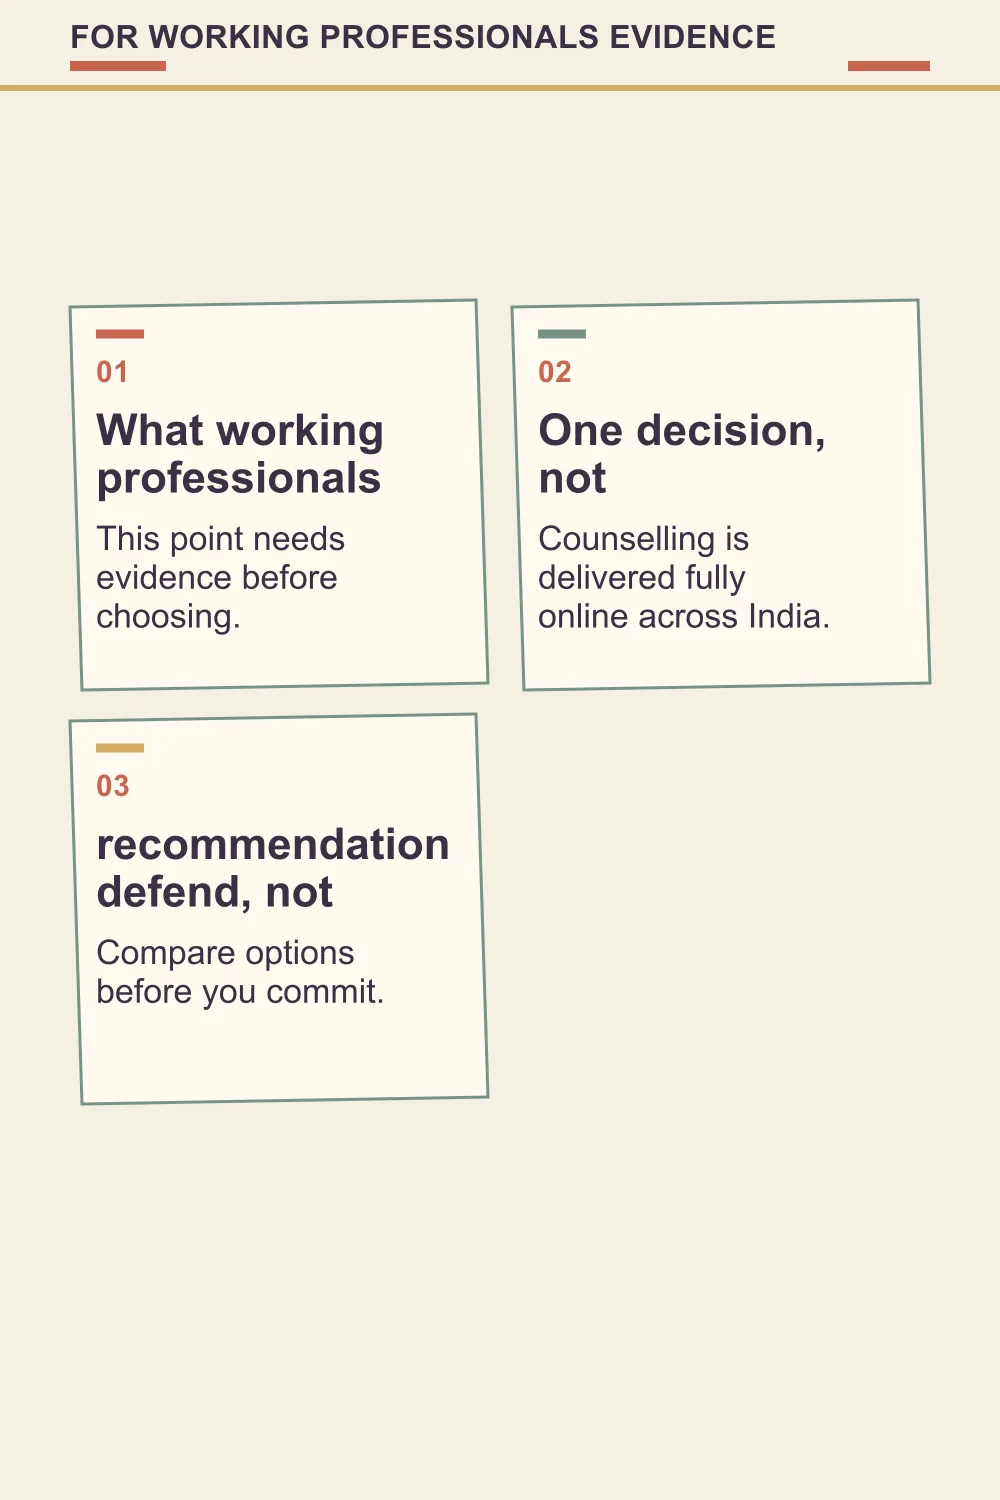 FOR WORKING PROFESSIONALS EVIDENCE
01
What working
professionals
This point needs
evidence before
choosing.
02
One decision,
not
Counselling is
delivered fully
online across India.
03
recommendation
defend, not
Compare options
before you commit.